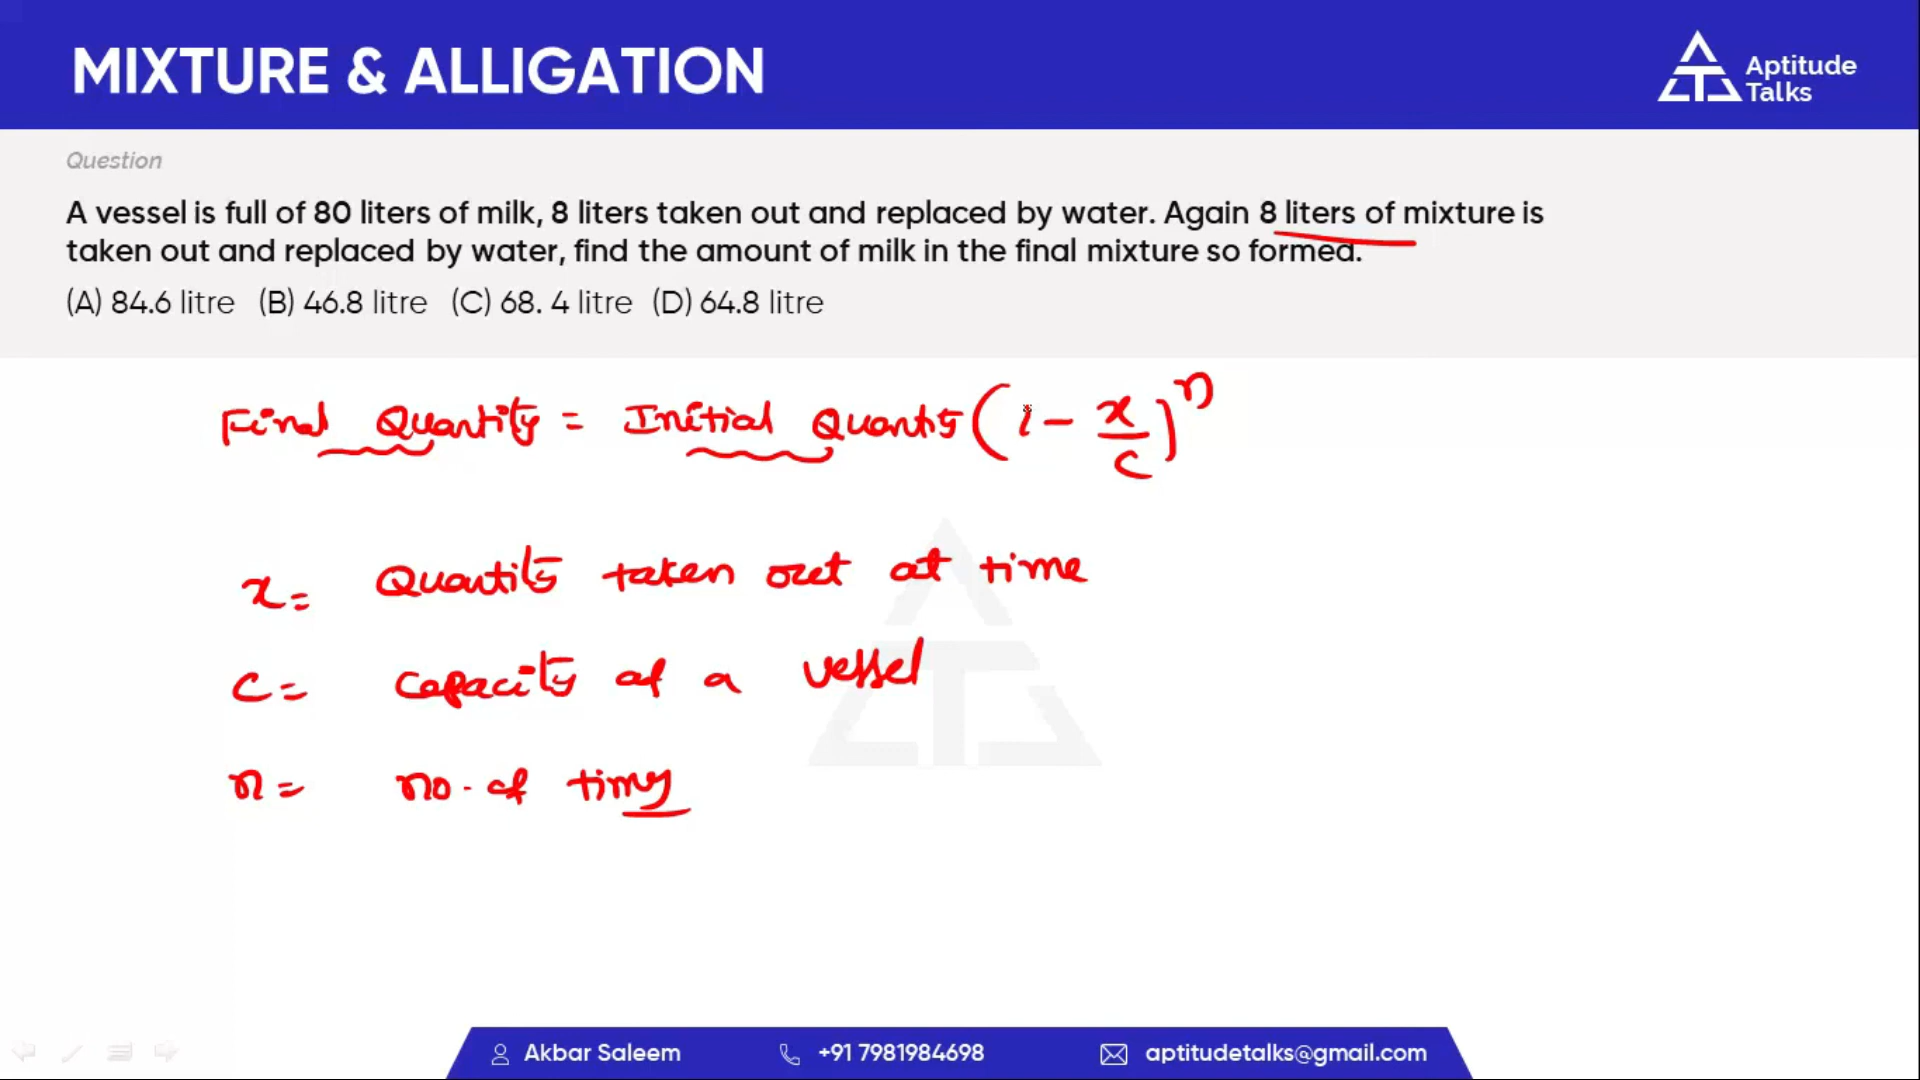 MIXTURE & ALLIGATION
Aptitude
Talks
Question
A vessel is full of 80 liters of milk, 8 liters taken out and replaced by water. Again 8 liters of mixture is
taken out and replaced by water, find the amount of milk in the final mixture so formed.
(A) 84.6 litre (B) 46.8 litre (C) 68. 4 litre (D) 64.8 litre
Final Quantity = Initial Quantity (1 - x/c)^n
x = Quantity taken out at time
c = capacity of a vessel
n = no. of times
Akbar Saleem +91 7981984698 aptitudetalks@gmail.com